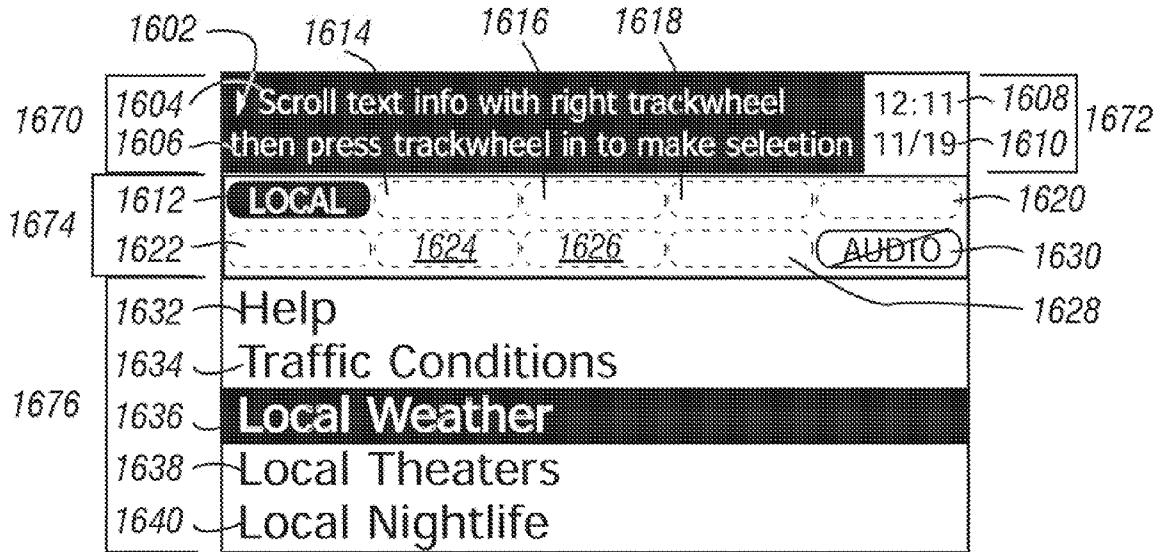 1602 1614 1616 1618
1670 1604 Scroll text info with right trackwheel 12:11 1608 1672
1606 then press trackwheel in to make selection 11/19 1610
1674 1612 LOCAL 1620
1622 1624 1626 AUDIO 1630
1628
1632 Help
1634 Traffic Conditions
1676 1636 Local Weather
1638 Local Theaters
1640 Local Nightlife